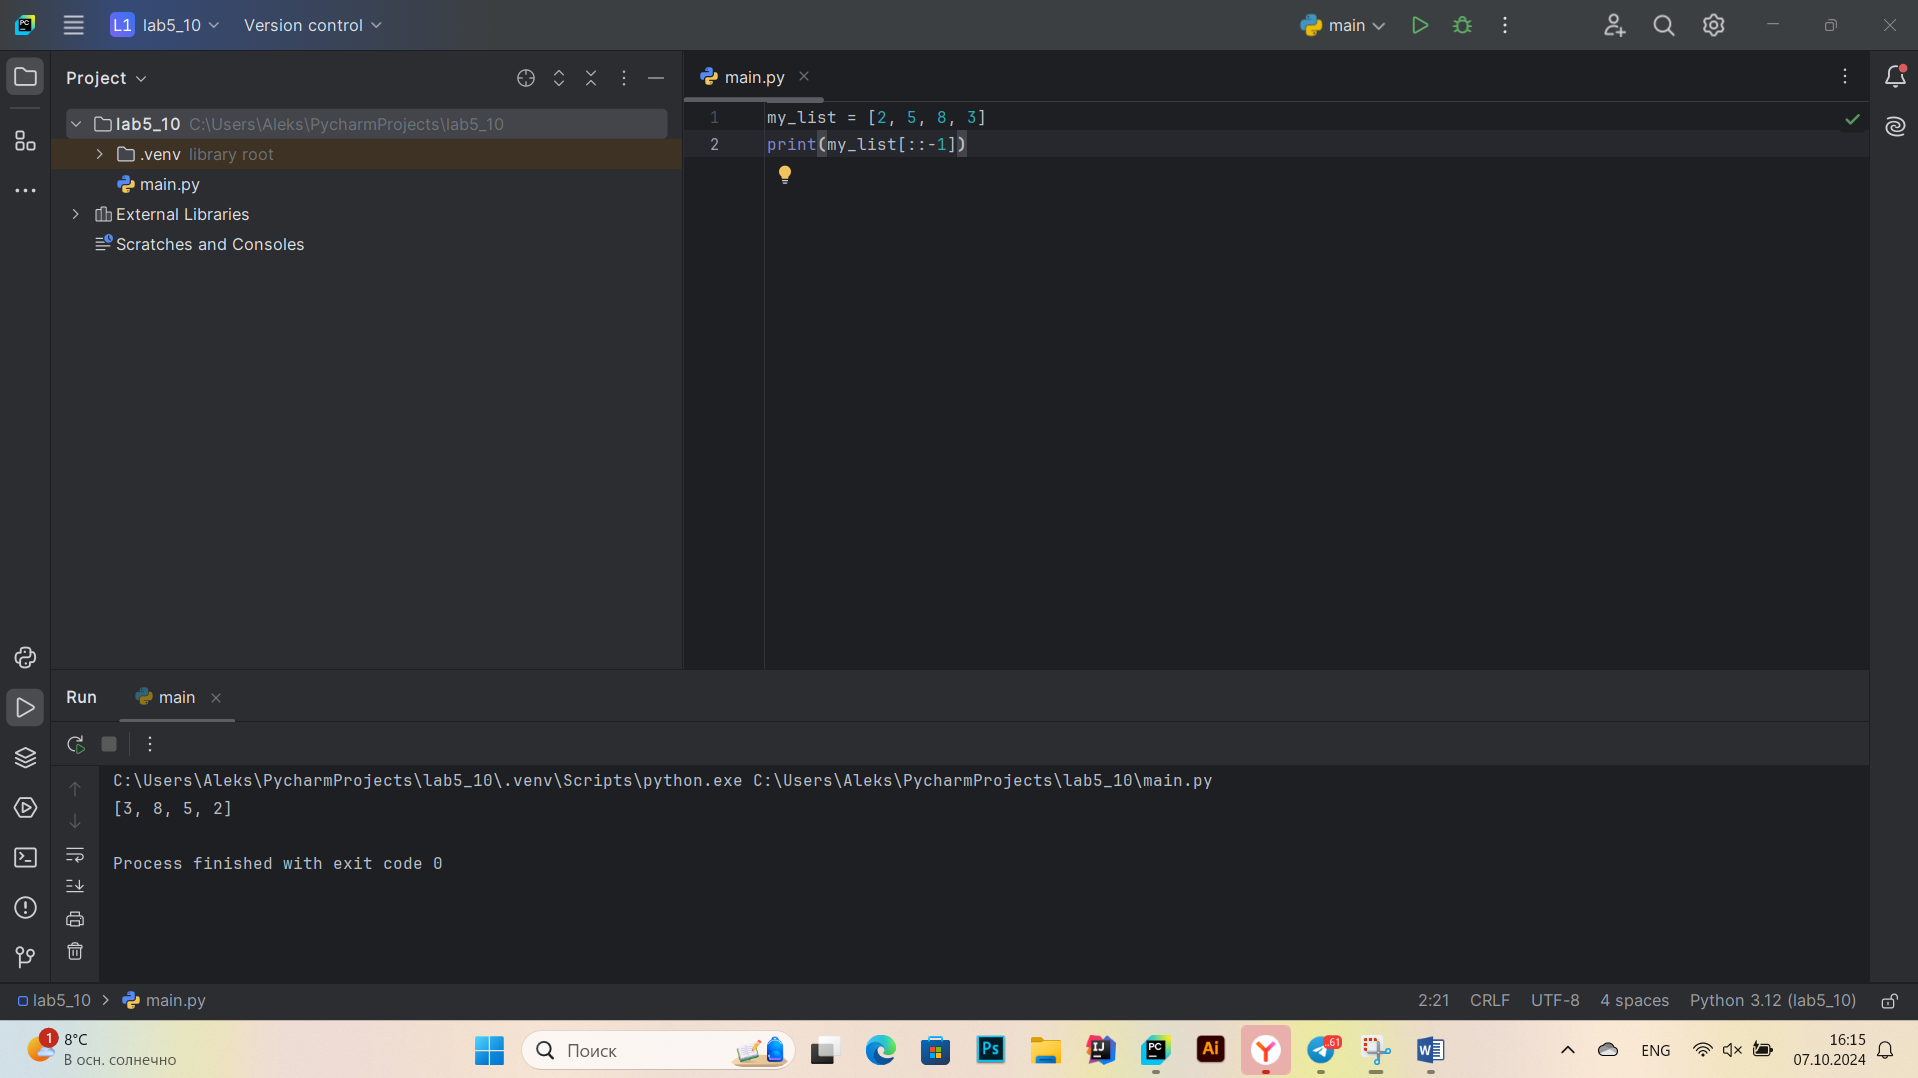 L1 lab5_10 Version control main
Project
main.py
lab5_10 C:\Users\Aleks\PycharmProjects\lab5_10
.venv library root
main.py
External Libraries
Scratches and Consoles
1 my_list = [2, 5, 8, 3]
2 print(my_list[::-1])
Run main
C:\Users\Aleks\PycharmProjects\lab5_10\.venv\Scripts\python.exe C:\Users\Aleks\PycharmProjects\lab5_10\main.py
[3, 8, 5, 2]
Process finished with exit code 0
lab5_10 main.py 2:21 CRLF UTF-8 4 spaces Python 3.12 (lab5_10)
1 8°C
В осн. солнечно
Поиск
Ps
IJ
PC
Ai
Y
61
W
ENG
16:15
07.10.2024